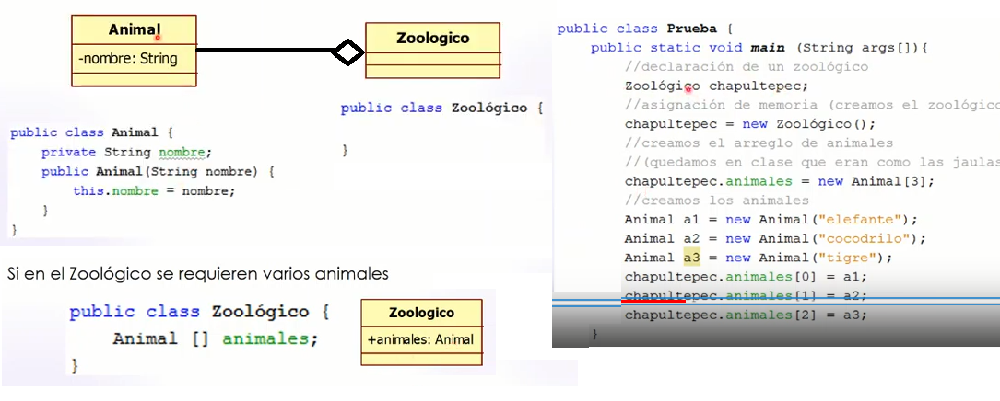 Animal
-nombre: String
Zoologico
public class Zoológico {
}
public class Animal {
private String nombre;
public Animal(String nombre) {
this.nombre = nombre;
}
}
Si en el Zoológico se requieren varios animales
public class Zoológico {
Animal [] animales;
}
Zoologico
+animales: Animal
public class Prueba {
public static void main (String args[]){
//declaración de un zoológico
Zoológico chapultepec;
//asignación de memoria (creamos el zoológico
chapultepec = new Zoológico();
//creamos el arreglo de animales
//(quedamos en clase que eran como las jaulas
chapultepec.animales = new Animal[3];
//creamos los animales
Animal a1 = new Animal("elefante");
Animal a2 = new Animal("cocodrilo");
Animal a3 = new Animal("tigre");
chapultepec.animales[0] = a1;
chapultepec.animales[1] = a2;
chapultepec.animales[2] = a3;
}